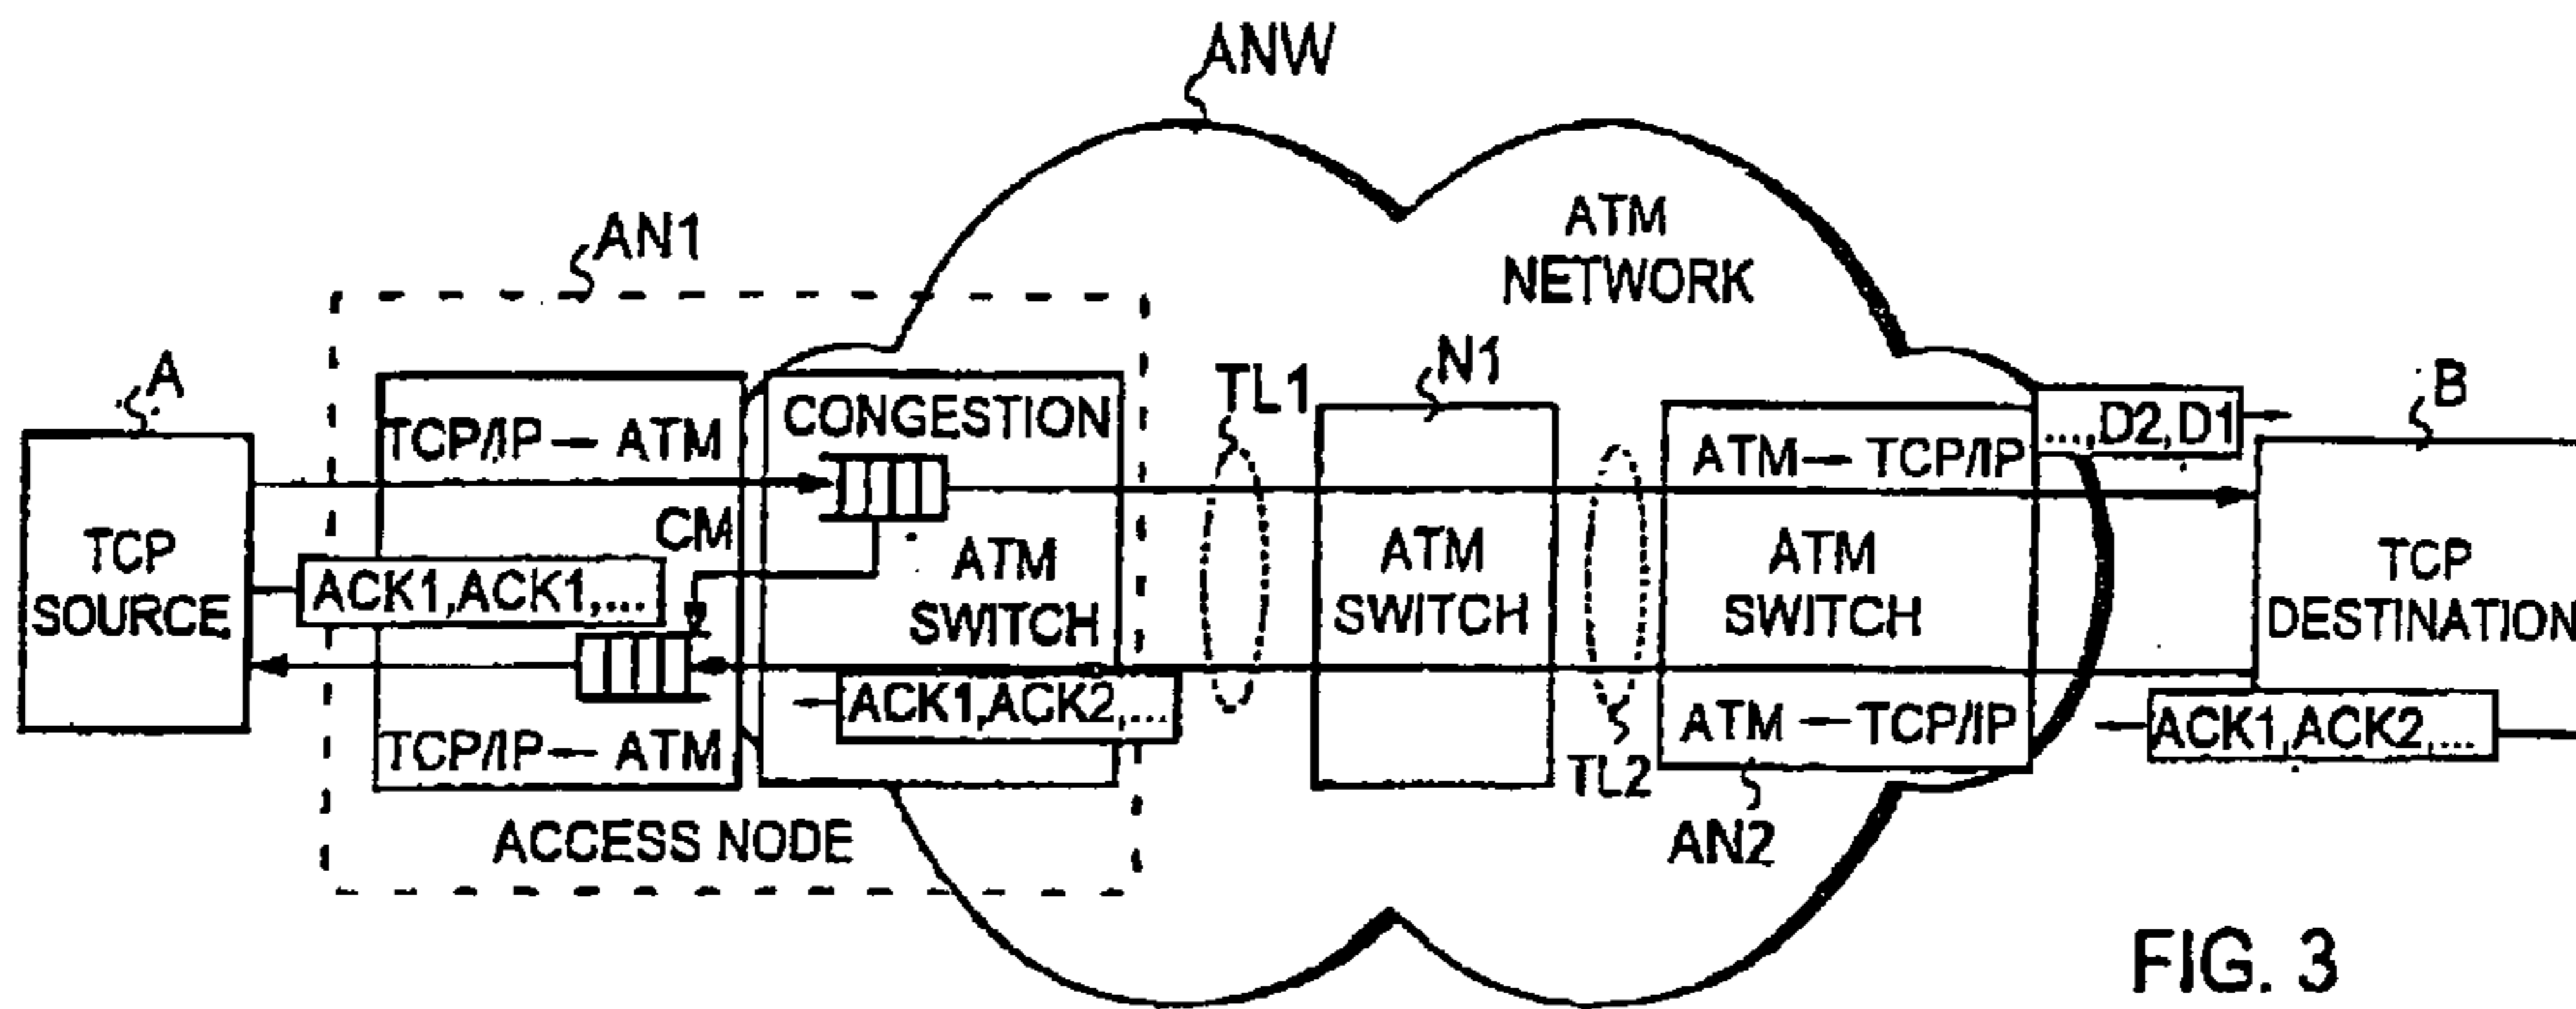 ANW
ATM
NETWORK
AN1
A
TCP/IP — ATM
CONGESTION
TL1
N1
ATM — TCP/IP
..., D2, D1
B
TCP
SOURCE
CM
ACK1, ACK1, ...
ATM
SWITCH
ATM
SWITCH
ATM
SWITCH
TCP
DESTINATION
ACK1, ACK2, ...
TCP/IP ← ATM
TL2
ATM ← TCP/IP
ACK1, ACK2, ...
ACCESS NODE
AN2
FIG. 3